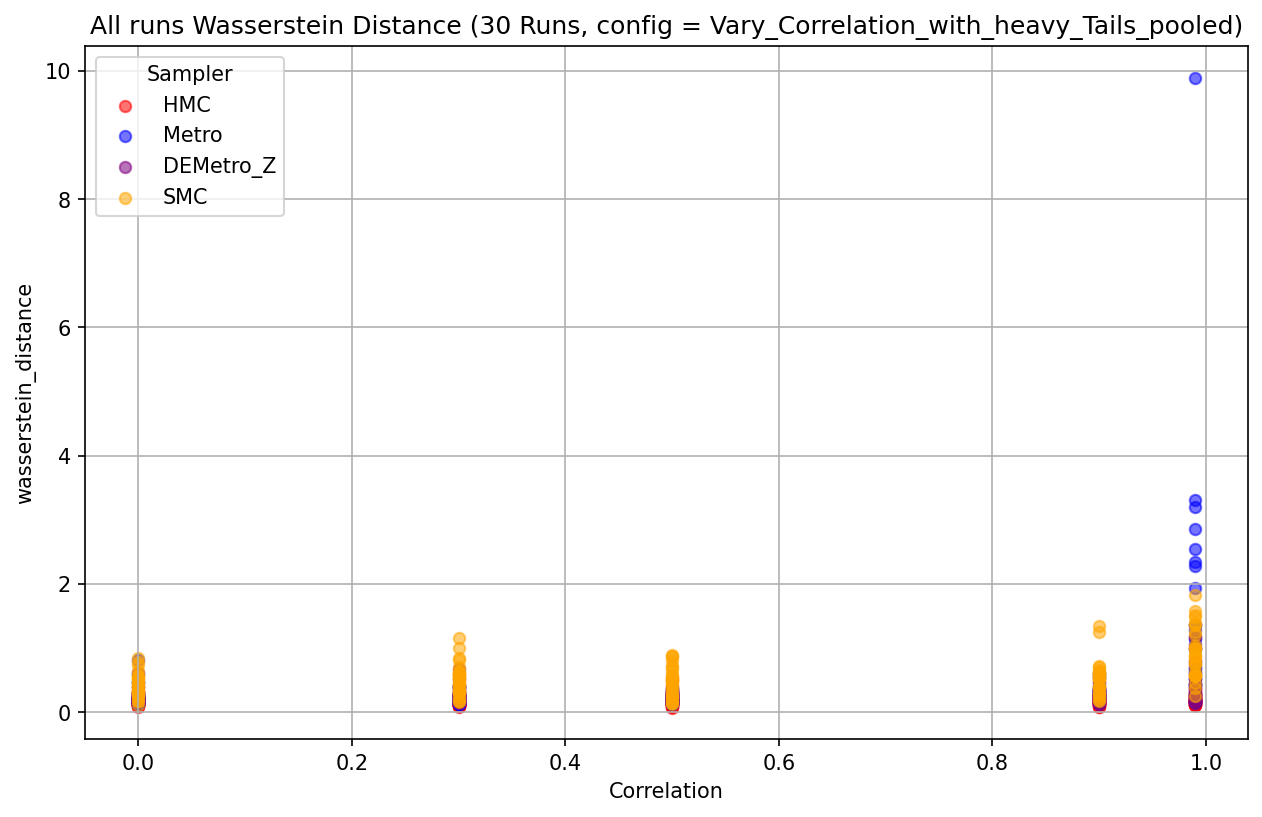 All runs Wasserstein Distance (30 Runs, config = Vary_Correlation_with_heavy_Tails_pooled)
Sampler
HMC
Metro
DEMetro_Z
SMC
wasserstein_distance
10
8
6
4
2
0
0.0 0.2 0.4 0.6 0.8 1.0
Correlation